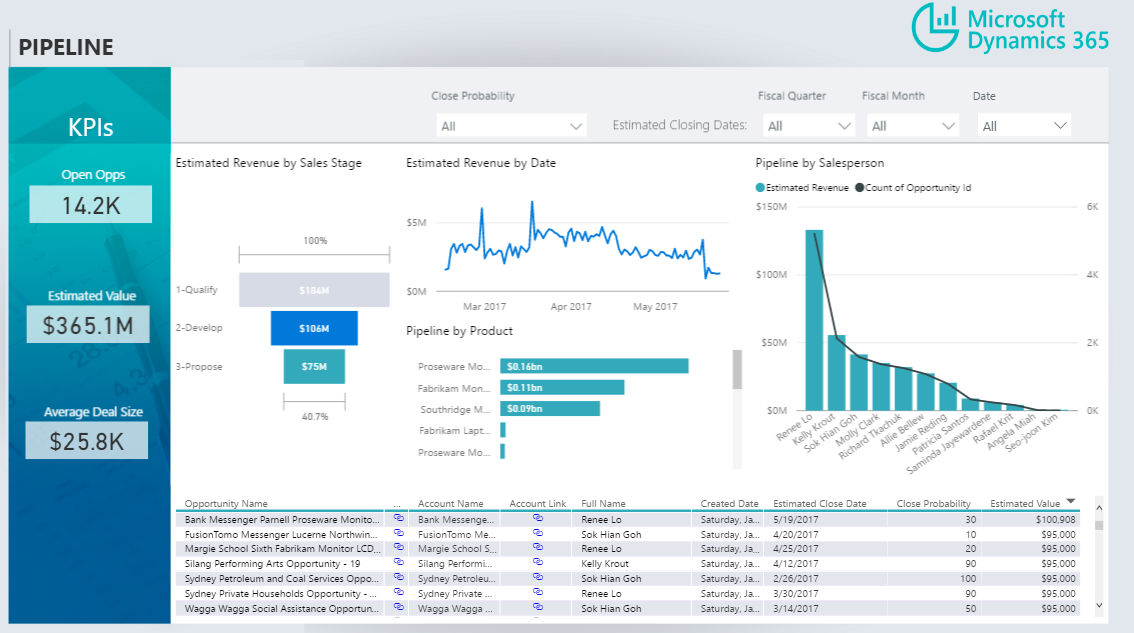 Microsoft
Dynamics 365
PIPELINE
Close Probability
Fiscal Quarter
Fiscal Month
Date
All
Estimated Closing Dates:
All
All
All
KPIs
Open Opps
14.2K
Estimated Value
$365.1M
Average Deal Size
$25.8K
Estimated Revenue by Sales Stage
100%
1-Qualify
$184M
2-Develop
$106M
3-Propose
$75M
40.7%
Estimated Revenue by Date
$5M
$0M
Mar 2017
Apr 2017
May 2017
Pipeline by Product
Proseware Mo...
$0.16bn
Fabrikam Mon...
$0.11bn
Southridge M...
$0.09bn
Fabrikam Lapt...
Proseware Mo...
Pipeline by Salesperson
Estimated Revenue
Count of Opportunity Id
$150M
6K
$100M
4K
$50M
2K
$0M
0K
Renee Lo
Kelly Krout
Sok Hian Goh
Molly Clark
Richard Tkachuk
Allie Bellew
Jamie Reding
Patricia Santos
Saminda Jayewardene
Rafael Krit
Angela Miah
Seo-joon Kim
Opportunity Name ... Account Name Account Link Full Name Created Date Estimated Close Date Close Probability Estimated Value
Bank Messenger Parnell Proseware Monito... Bank Messenge... Renee Lo Saturday, Ja... 5/19/2017 30 $100,908
FusionTomo Messenger Lucerne Northwin... FusionTomo Me... Sok Hian Goh Saturday, Ja... 4/20/2017 10 $95,000
Margie School Sixth Fabrikam Monitor LCD... Margie School S... Renee Lo Saturday, Ja... 4/25/2017 20 $95,000
Silang Performing Arts Opportunity - 19 Silang Performi... Kelly Krout Saturday, Ja... 4/12/2017 90 $95,000
Sydney Petroleum and Coal Services Oppo... Sydney Petroleu... Sok Hian Goh Saturday, Ja... 2/26/2017 100 $95,000
Sydney Private Households Opportunity - ... Sydney Private ... Renee Lo Saturday, Ja... 3/30/2017 90 $95,000
Wagga Wagga Social Assistance Opportun... Wagga Wagga ... Sok Hian Goh Saturday, Ja... 3/14/2017 50 $95,000